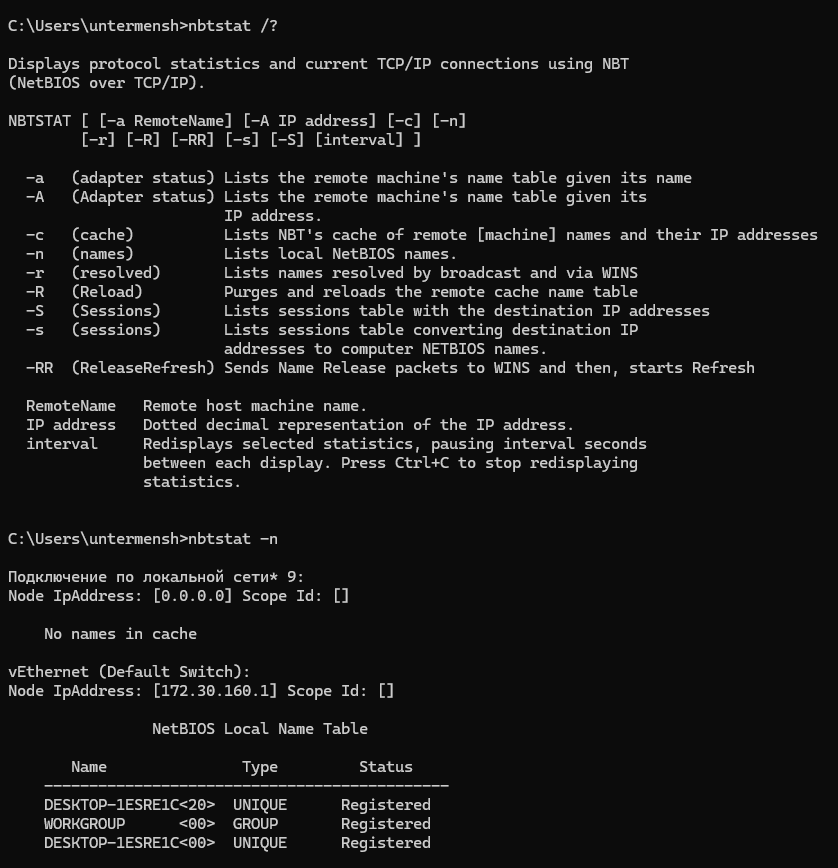 C:\Users\untermensh>nbtstat /?
Displays protocol statistics and current TCP/IP connections using NBT
(NetBIOS over TCP/IP).
NBTSTAT [ [-a RemoteName] [-A IP address] [-c] [-n]
        [-r] [-R] [-RR] [-s] [-S] [interval] ]
  -a   (adapter status) Lists the remote machine's name table given its name
  -A   (Adapter status) Lists the remote machine's name table given its
                        IP address.
  -c   (cache)          Lists NBT's cache of remote [machine] names and their IP addresses
  -n   (names)          Lists local NetBIOS names.
  -r   (resolved)       Lists names resolved by broadcast and via WINS
  -R   (Reload)         Purges and reloads the remote cache name table
  -S   (Sessions)       Lists sessions table with the destination IP addresses
  -s   (sessions)       Lists sessions table converting destination IP
                        addresses to computer NETBIOS names.
  -RR  (ReleaseRefresh) Sends Name Release packets to WINS and then, starts Refresh
  RemoteName   Remote host machine name.
  IP address   Dotted decimal representation of the IP address.
  interval     Redisplays selected statistics, pausing interval seconds
               between each display. Press Ctrl+C to stop redisplaying
               statistics.
C:\Users\untermensh>nbtstat -n
Подключение по локальной сети* 9:
Node IpAddress: [0.0.0.0] Scope Id: []
    No names in cache
vEthernet (Default Switch):
Node IpAddress: [172.30.160.1] Scope Id: []
                NetBIOS Local Name Table
       Name               Type         Status
    ---------------------------------------------
    DESKTOP-1ESRE1C<20>  UNIQUE      Registered
    WORKGROUP      <00>  GROUP       Registered
    DESKTOP-1ESRE1C<00>  UNIQUE      Registered